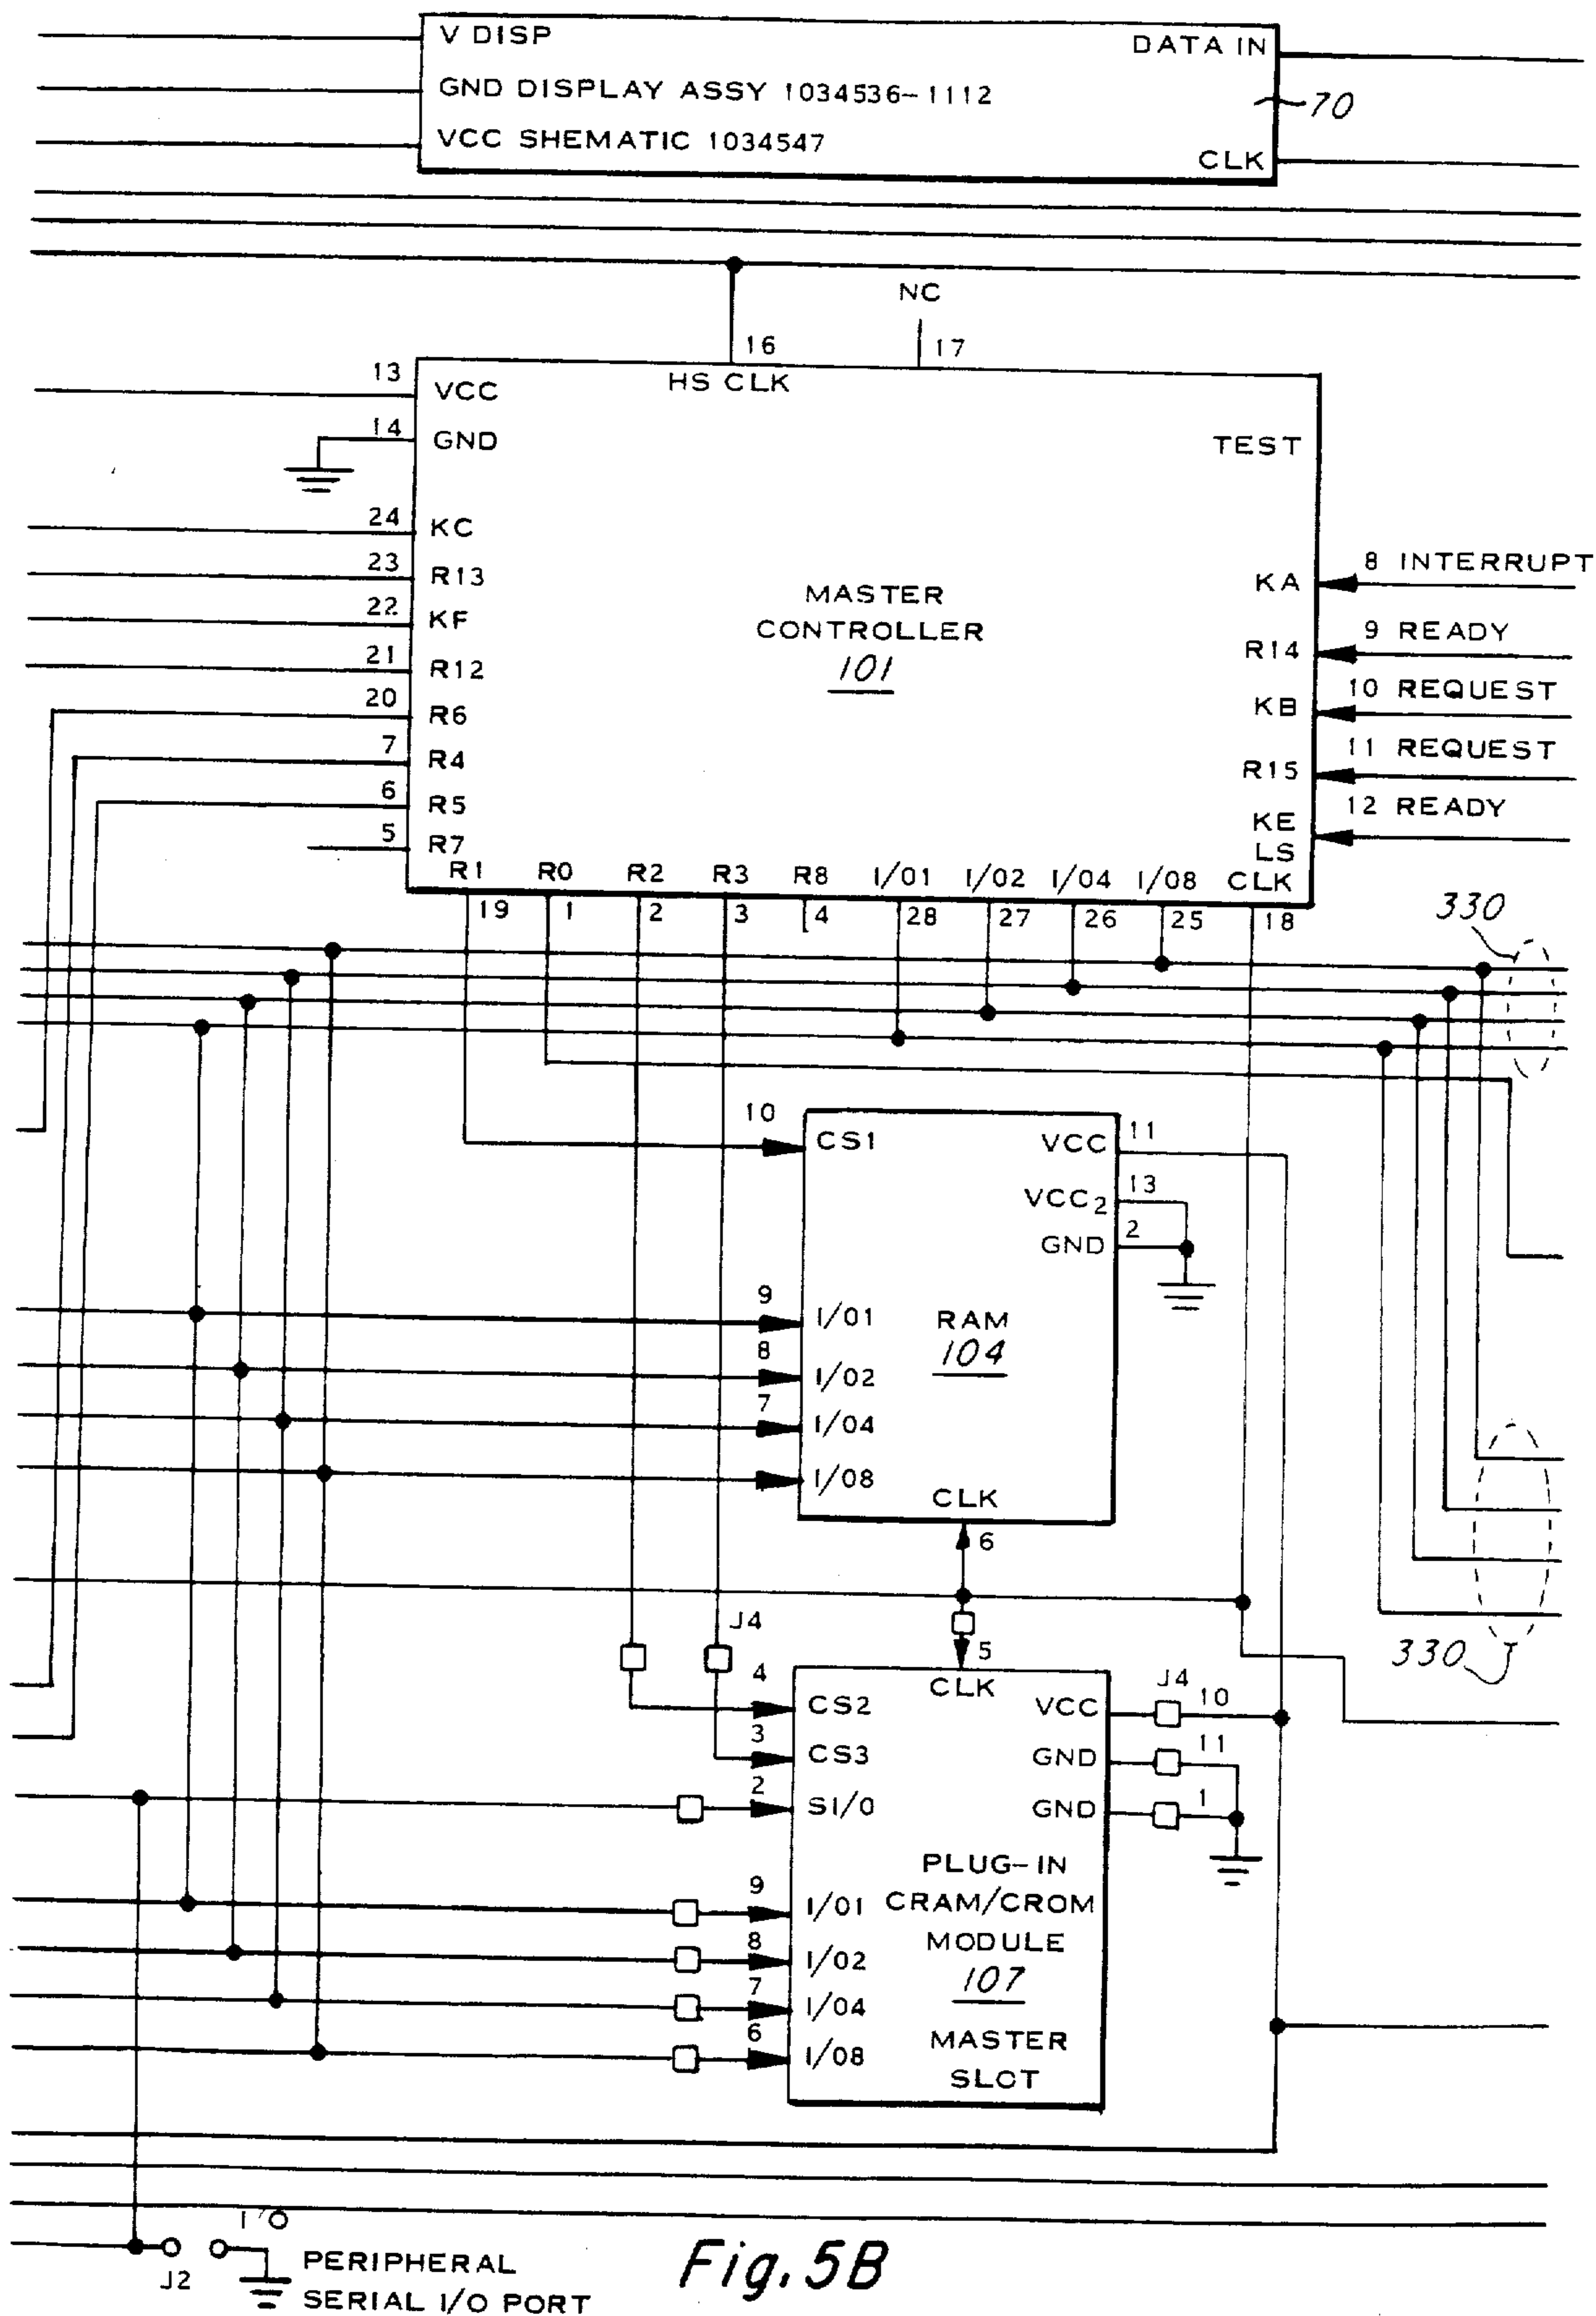 V DISP
DATA IN
GND DISPLAY ASSY 1034536-1112
70
VCC SHEMATIC 1034547
CLK
NC
16
17
13
HS CLK
VCC
14
GND
TEST
24
KC
23
R13
22
KF
21
R12
20
R6
7
R4
6
R5
5
R7
MASTER
CONTROLLER
101
KA
8 INTERRUPT
R14
9 READY
KB
10 REQUEST
R15
11 REQUEST
KE
12 READY
LS
R1 R0 R2 R3 R8 I/01 I/02 I/04 I/08 CLK
19 1 2 3 4 28 27 26 25 18
330
10
CS1
VCC
11
VCC2
13
GND
2
9
I/01
RAM
104
8
I/02
7
I/04
I/08
CLK
6
J4
5
330
4
CLK
J4
CS2
VCC
10
3
CS3
GND
11
2
SI/0
GND
1
PLUG-IN
9
I/01
CRAM/CROM
8
I/02
MODULE
7
107
I/04
6
I/08
MASTER
SLOT
I/O
J2
PERIPHERAL
SERIAL I/O PORT
Fig. 5B